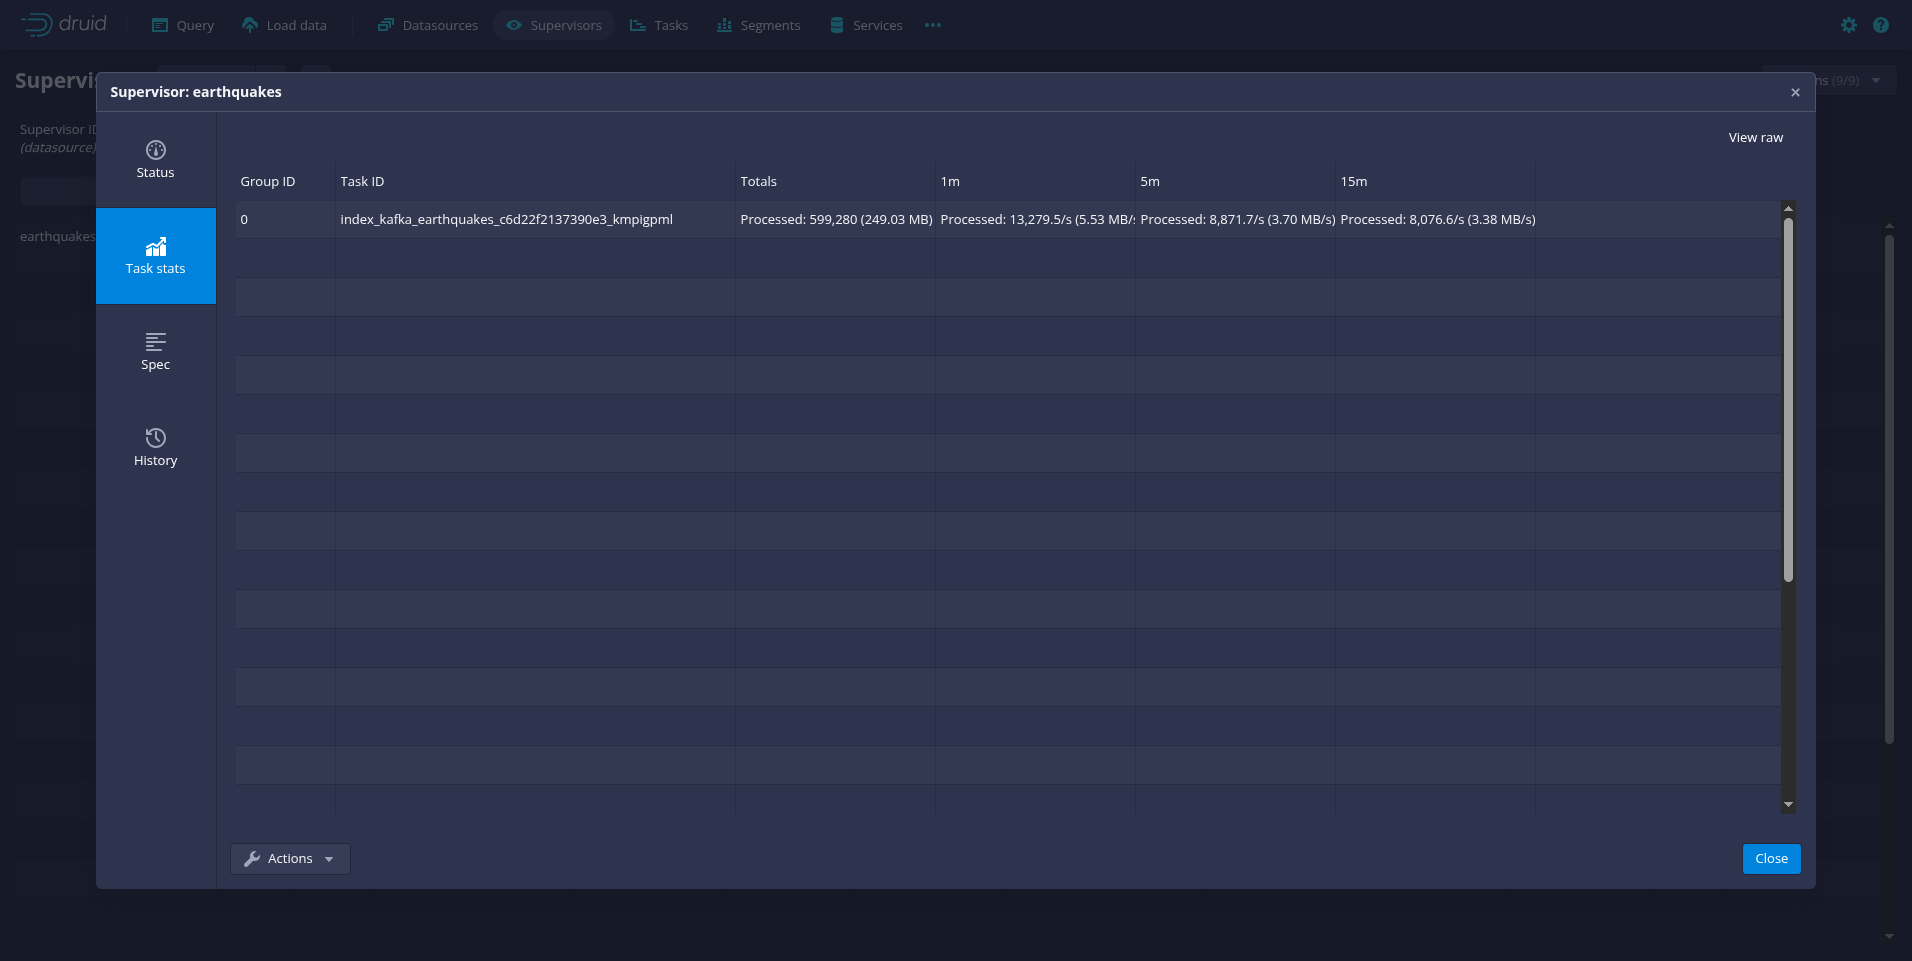 druid Query Load data Datasources Supervisors Tasks Segments Services
(9/9)
Supervisor: earthquakes
Supervisor
(datasource)
earthquakes
Status
Task stats
Spec
History
View raw
Group ID Task ID Totals 1m 5m 15m
0 index_kafka_earthquakes_c6d22f2137390e3_kmpigpml Processed: 599,280 (249.03 MB) Processed: 13,279.5/s (5.53 MB/s Processed: 8,871.7/s (3.70 MB/s) Processed: 8,076.6/s (3.38 MB/s)
Actions
Close